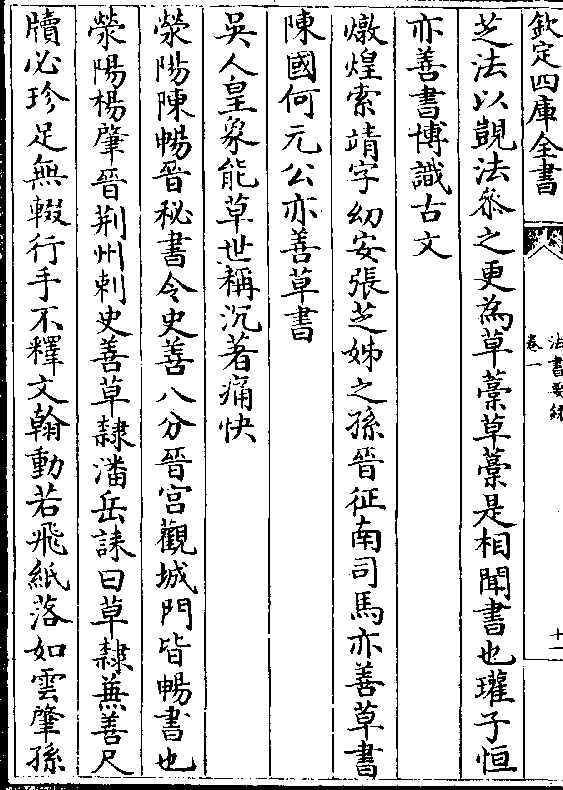 欽定四庫全書
法書要録
卷一
十一
芝法以覬法叅之更為草藁草藁是相聞書也瓘子恒
亦善書博識古文
燉煌索靖字幼安張芝姊之孫晉征南司馬亦善草書
陳國何元公亦善草書
吳人皇象能草世稱沉著痛快
滎陽陳暢晉秘書令史善八分晉宫觀城門皆暢書也
滎陽楊肇晉荆州刺史善草隸潘岳誄曰草隸兼善尺
牘必珍足無輟行手不釋文翰動若飛紙落如雲肇孫